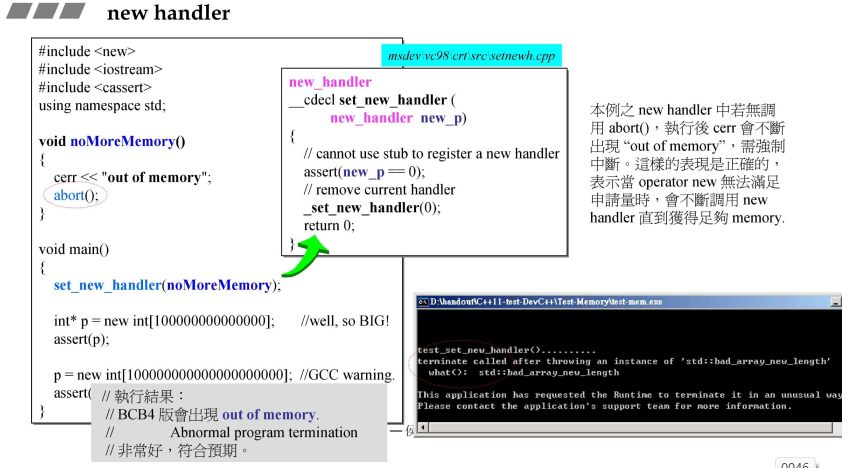 new handler
#include <new>
#include <iostream>
#include <cassert>
using namespace std;
void noMoreMemory()
{
cerr << "out of memory";
abort();
}
void main()
{
set_new_handler(noMoreMemory);
int* p = new int[100000000000000]; //well, so BIG!
assert(p);
p = new int[100000000000000000000]; //GCC warning.
assert(
}
// 執行結果：
// BCB4 版會出現 out of memory.
// Abnormal program termination
// 非常好，符合預期。
msdev\vc98\crt\src\setnewh.cpp
new_handler
__cdecl set_new_handler (
new_handler new_p)
{
// cannot use stub to register a new handler
assert(new_p == 0);
// remove current handler
_set_new_handler(0);
return 0;
}
本例之 new handler 中若無調
用 abort()，執行後 cerr 會不斷
出現 “out of memory”，需強制
中斷。這樣的表現是正確的，
表示當 operator new 無法滿足
申請量時，會不斷調用 new
handler 直到獲得足夠 memory.
D:\handout\C++11-test-DevC++\Test-Memory\test-mem.exe
test_set_new_handler()..........
terminate called after throwing an instance of 'std::bad_array_new_length'
what(): std::bad_array_new_length
This application has requested the Runtime to terminate it in an unusual way
Please contact the application's support team for more information.
0046